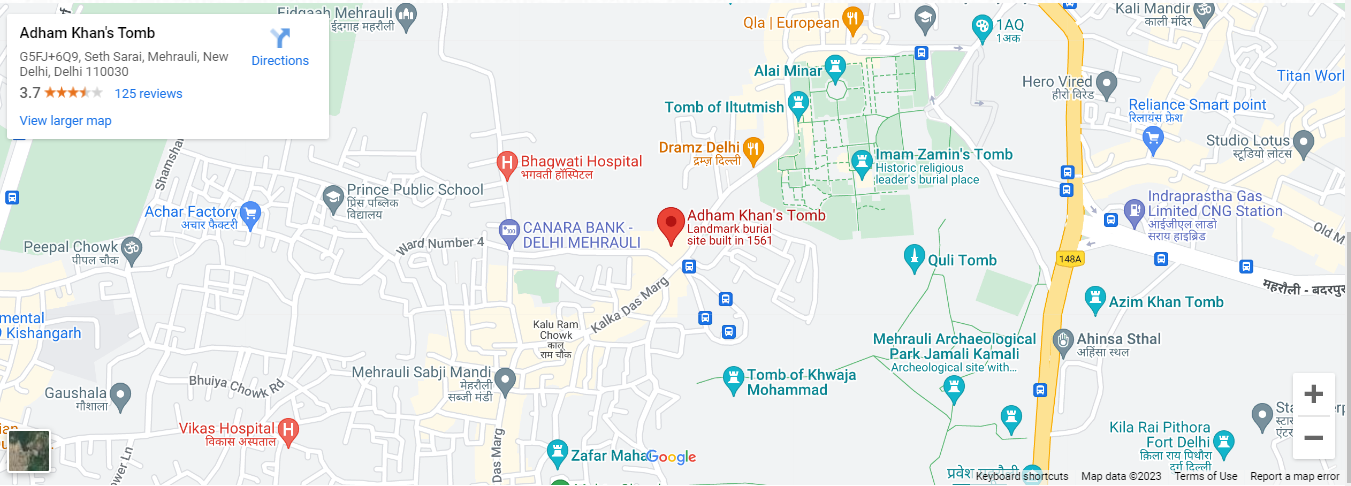 Adham Khan's Tomb
G5FJ+6Q9, Seth Sarai, Mehrauli, New
Delhi, Delhi 110030
Directions
3.7
125 reviews
View larger map
Eidgaah Mehrauli
ईदगाह महरौली
Qla | European
1AQ
1अक
Kali Mandir
काली मंदिर
Alai Minar
Hero Vired
हीरो विरेड
Titan Worl
Tomb of Iltutmish
Reliance Smart point
रिलायंस फ्रेश
Studio Lotus
स्टूडियो लोटस
Shamsha
Dramz Delhi
द्रम्ज़ दिल्ली
Bhagwati Hospital
भगवती हॉस्पिटल
Imam Zamin's Tomb
Historic religious
leader's burial place
Prince Public School
प्रिंस पब्लिक
विद्यालय
Indraprastha Gas
Limited CNG Station
आईजीएल लाडो
सराय हाइब्रिड
Achar Factory
अचार फैक्टरी
Adham Khan's Tomb
Landmark burial
site built in 1561
CANARA BANK -
DELHI MEHRAULI
Ward Number 4
Old M
Peepal Chowk
पीपल चौक
Quli Tomb
148A
महरौली - बदरपुर
Kalka Das Marg
Azim Khan Tomb
mental
Kishangarh
Kalu Ram
Chowk
कालू
राम चौक
Mehrauli Archaeological
Park Jamali Kamali
Archeological site with...
Ahinsa Sthal
अहिंसा स्थल
Mehrauli Sabji Mandi
मेहरौली
सब्जी मंडी
Bhuiya Chowk Rd
Tomb of Khwaja
Mohammad
Gaushala
गौशाला
Vikas Hospital
विकास अस्पताल
Das Marg
Kila Rai Pithora
Fort Delhi
क़िला राय पिथौरा
दुर्ग दिल्ली
ower Ln
Zafar Maha
Google
Keyboard shortcuts
Map data ©2023
Terms of Use
Report a map error